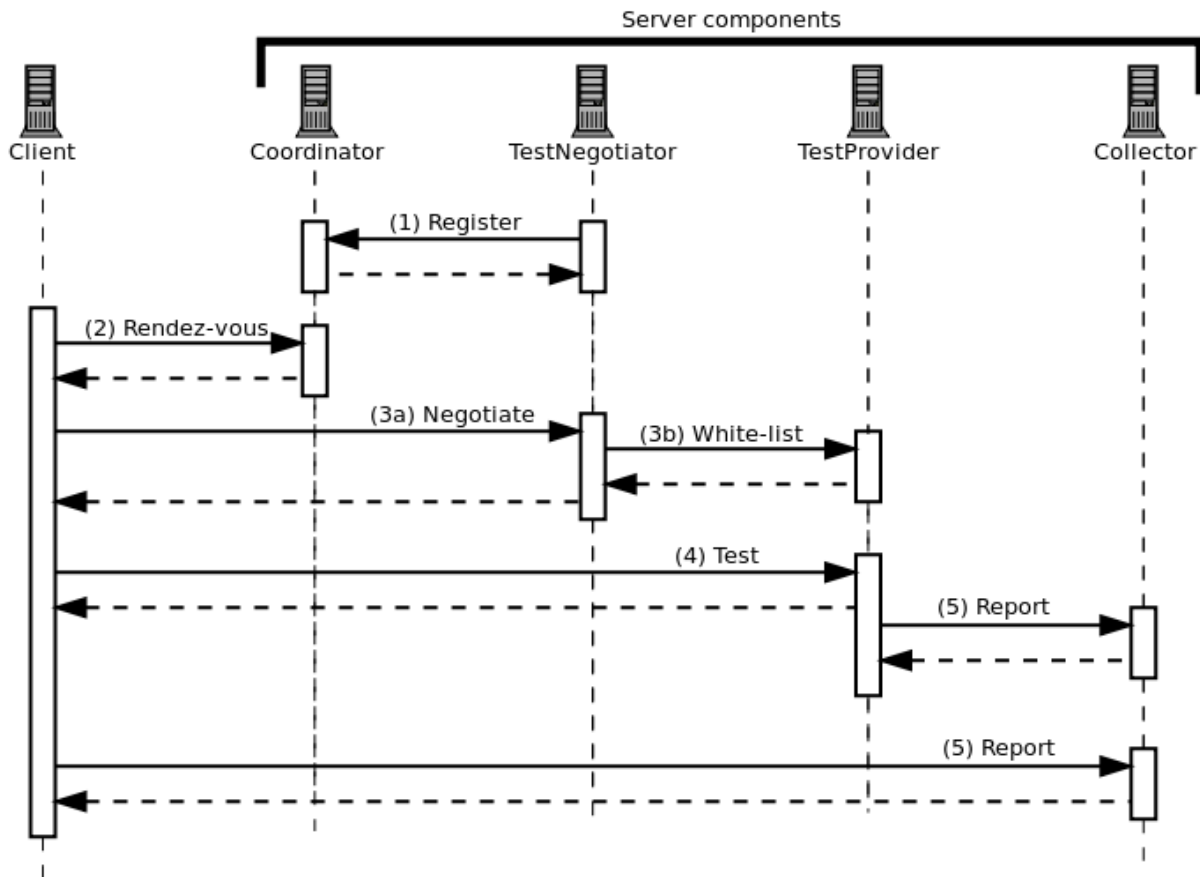 Server components
Client
Coordinator
TestNegotiator
TestProvider
Collector
(1) Register
(2) Rendez-vous
(3a) Negotiate
(3b) White-list
(4) Test
(5) Report
(5) Report